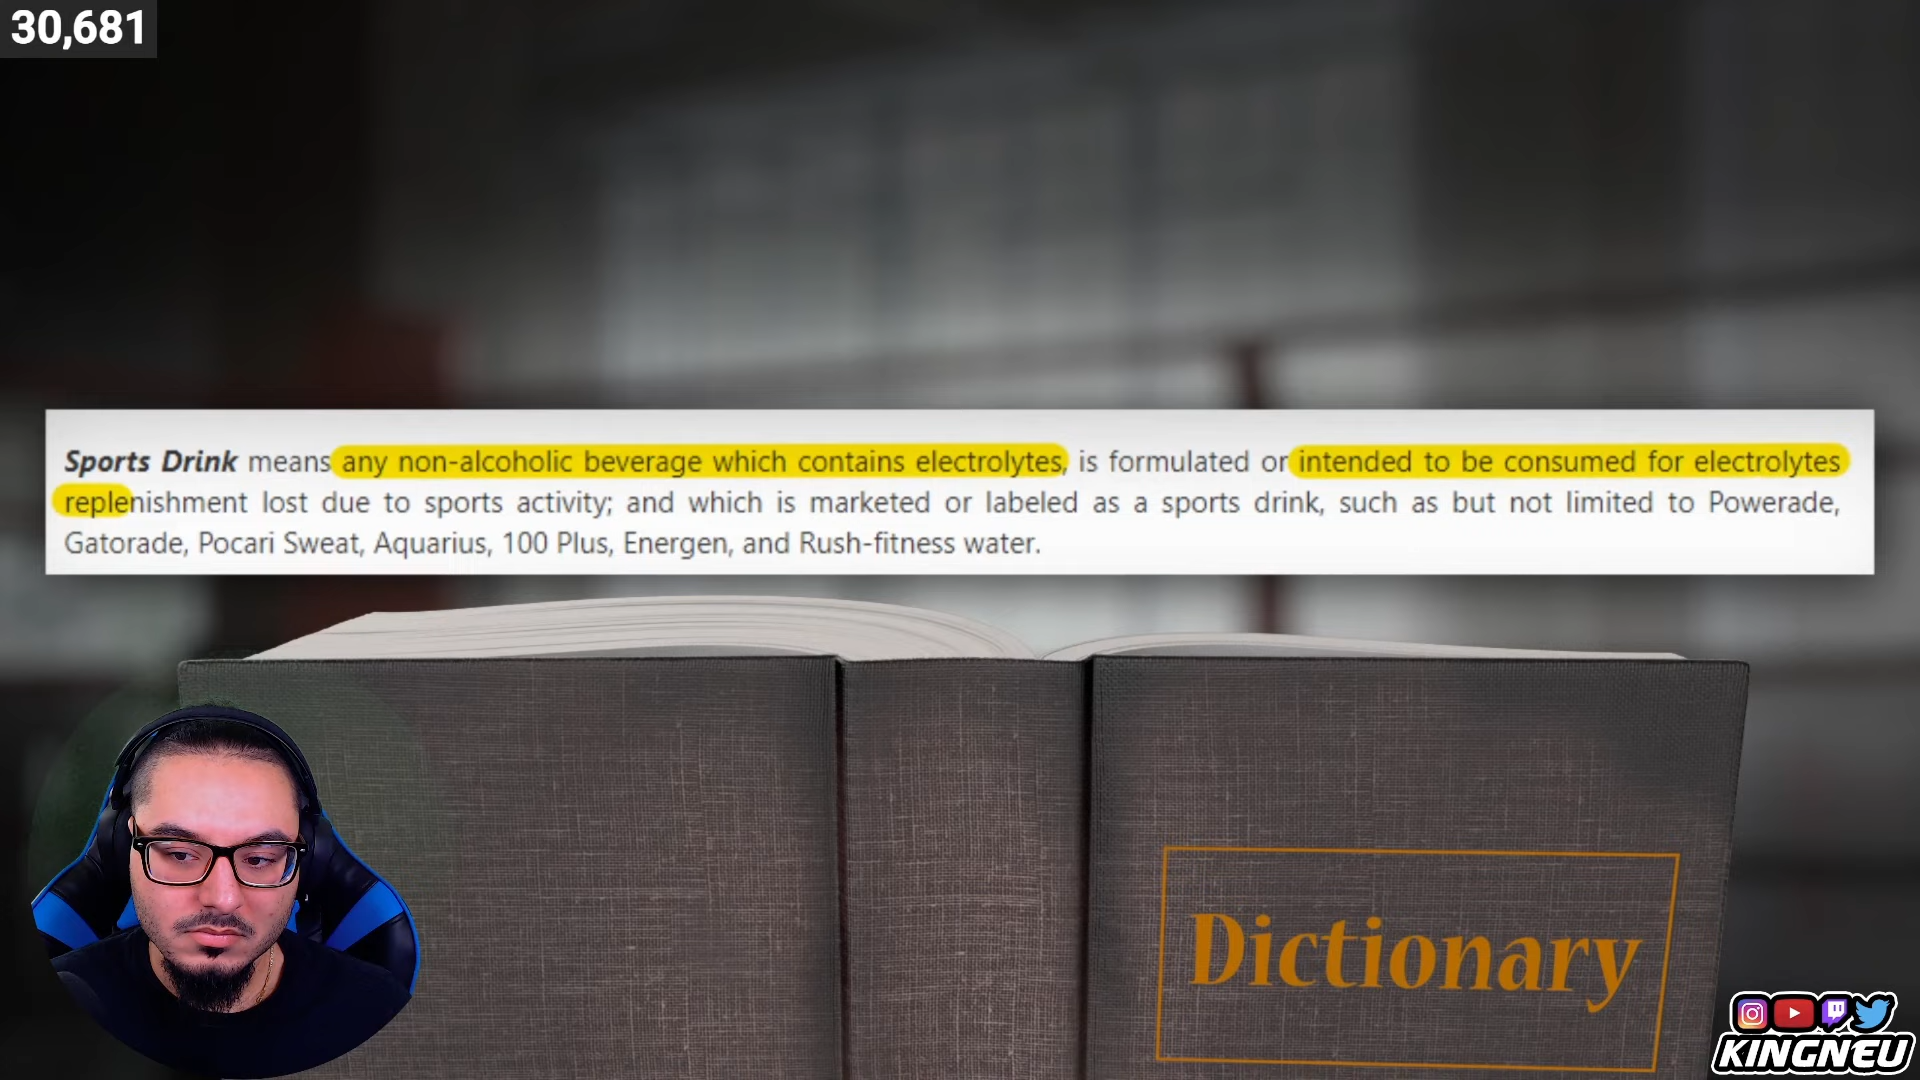 30,681
Sports Drink means any non-alcoholic beverage which contains electrolytes, is formulated or intended to be consumed for electrolytes
replenishment lost due to sports activity; and which is marketed or labeled as a sports drink, such as but not limited to Powerade,
Gatorade, Pocari Sweat, Aquarius, 100 Plus, Energen, and Rush-fitness water.
Dictionary
KINGNEU